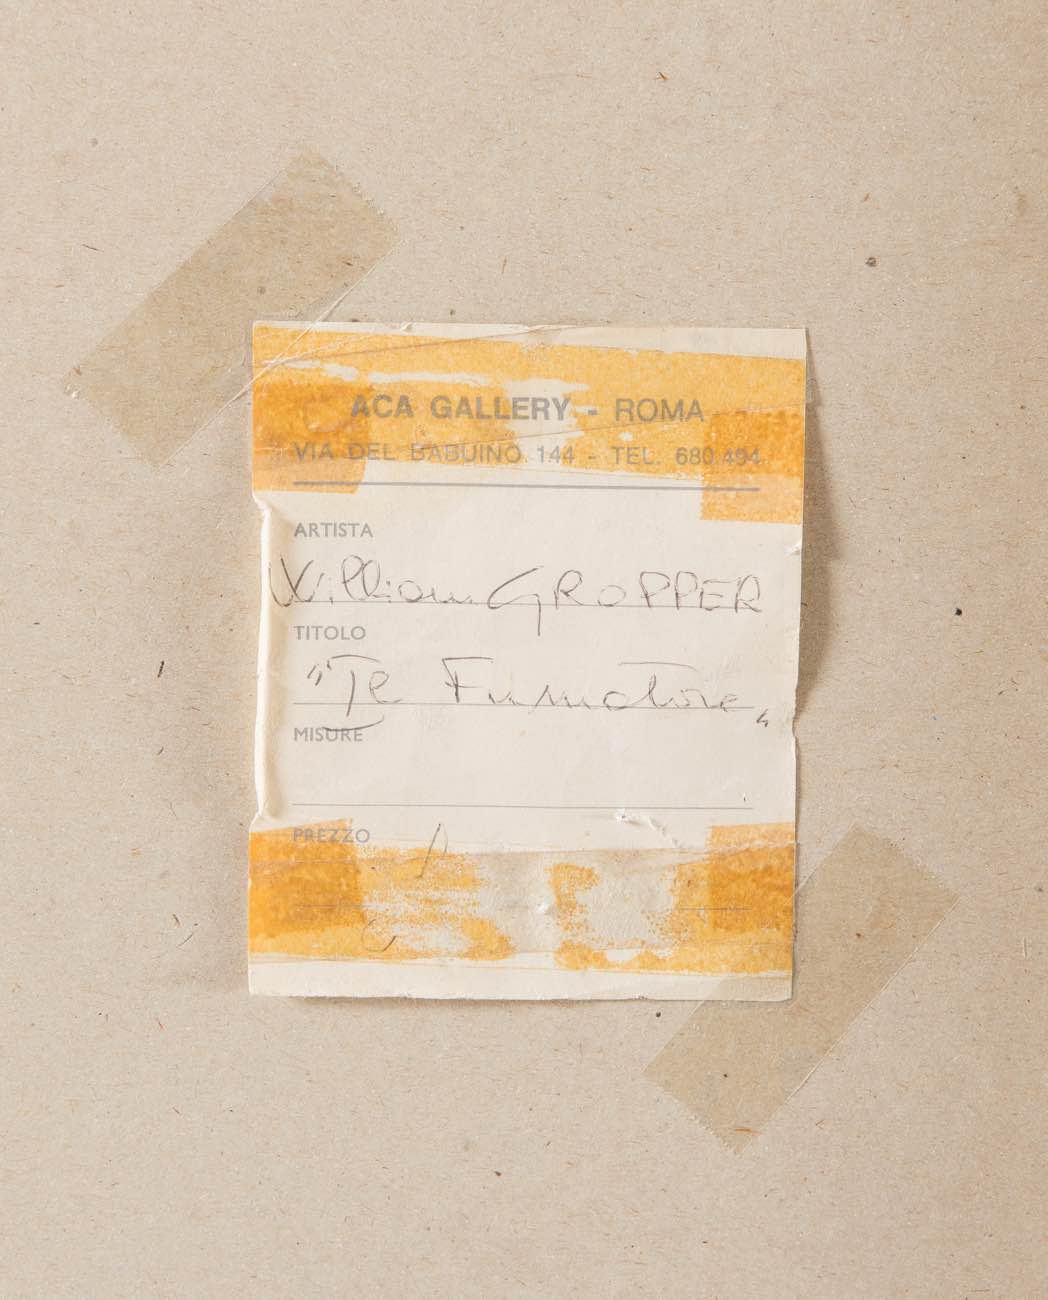 ACA GALLERY - ROMA
VIA DEL BABUINO 144 - TEL. 680.494
ARTISTA
William GROPPER
TITOLO
"Il Fumatore"
MISURE
PREZZO